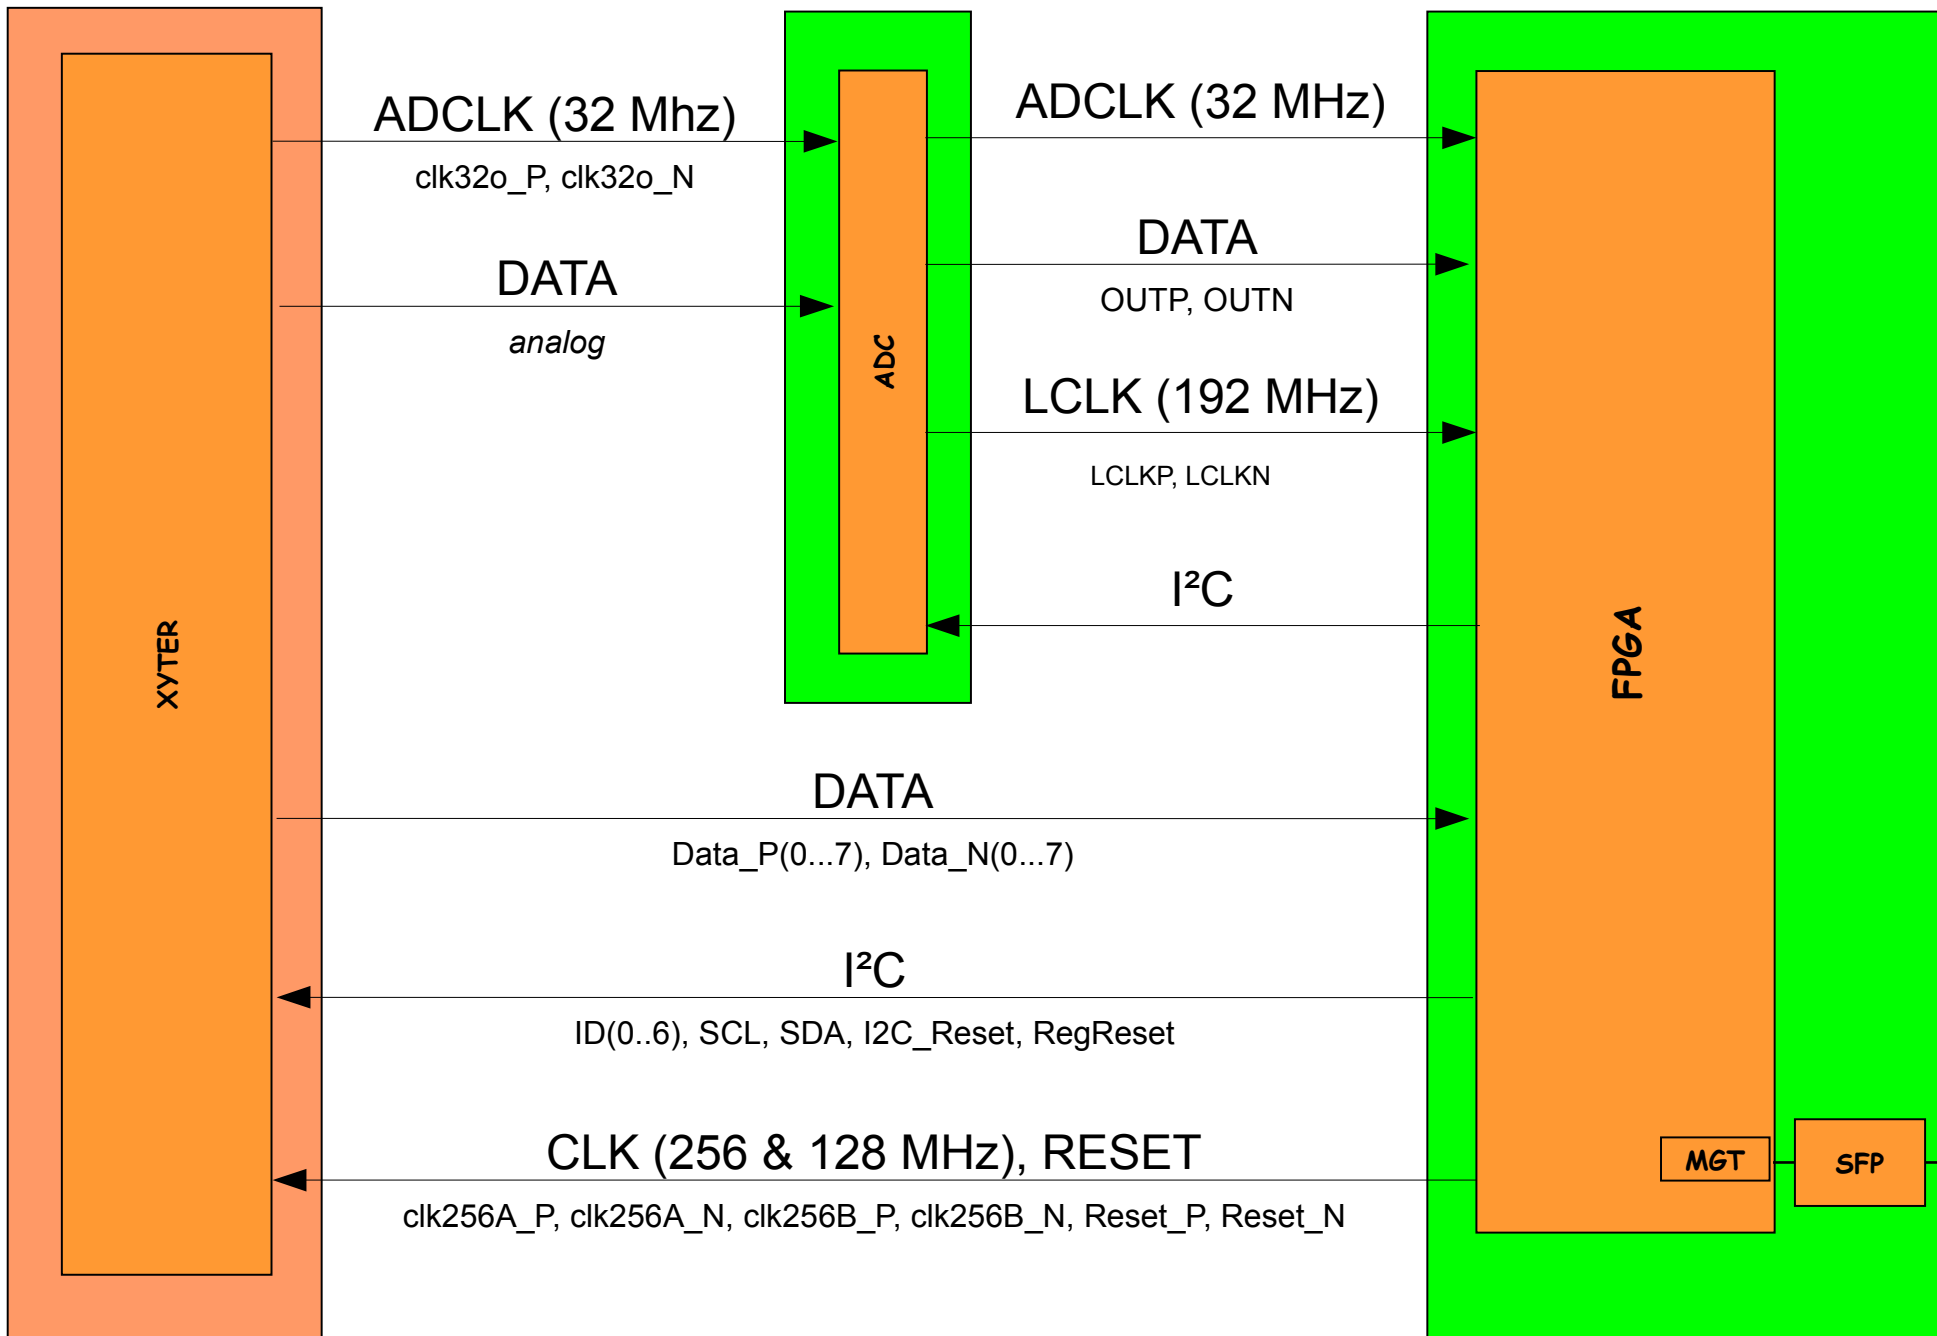 ADCLK (32 Mhz)
clk32o_P, clk32o_N
DATA
analog
ADCLK (32 MHz)
DATA
OUTP, OUTN
LCLK (192 MHz)
LCLKP, LCLKN
I²C
XYTER
ADC
FPGA
DATA
Data_P(0...7), Data_N(0...7)
I²C
ID(0..6), SCL, SDA, I2C_Reset, RegReset
CLK (256 & 128 MHz), RESET
clk256A_P, clk256A_N, clk256B_P, clk256B_N, Reset_P, Reset_N
MGT
SFP